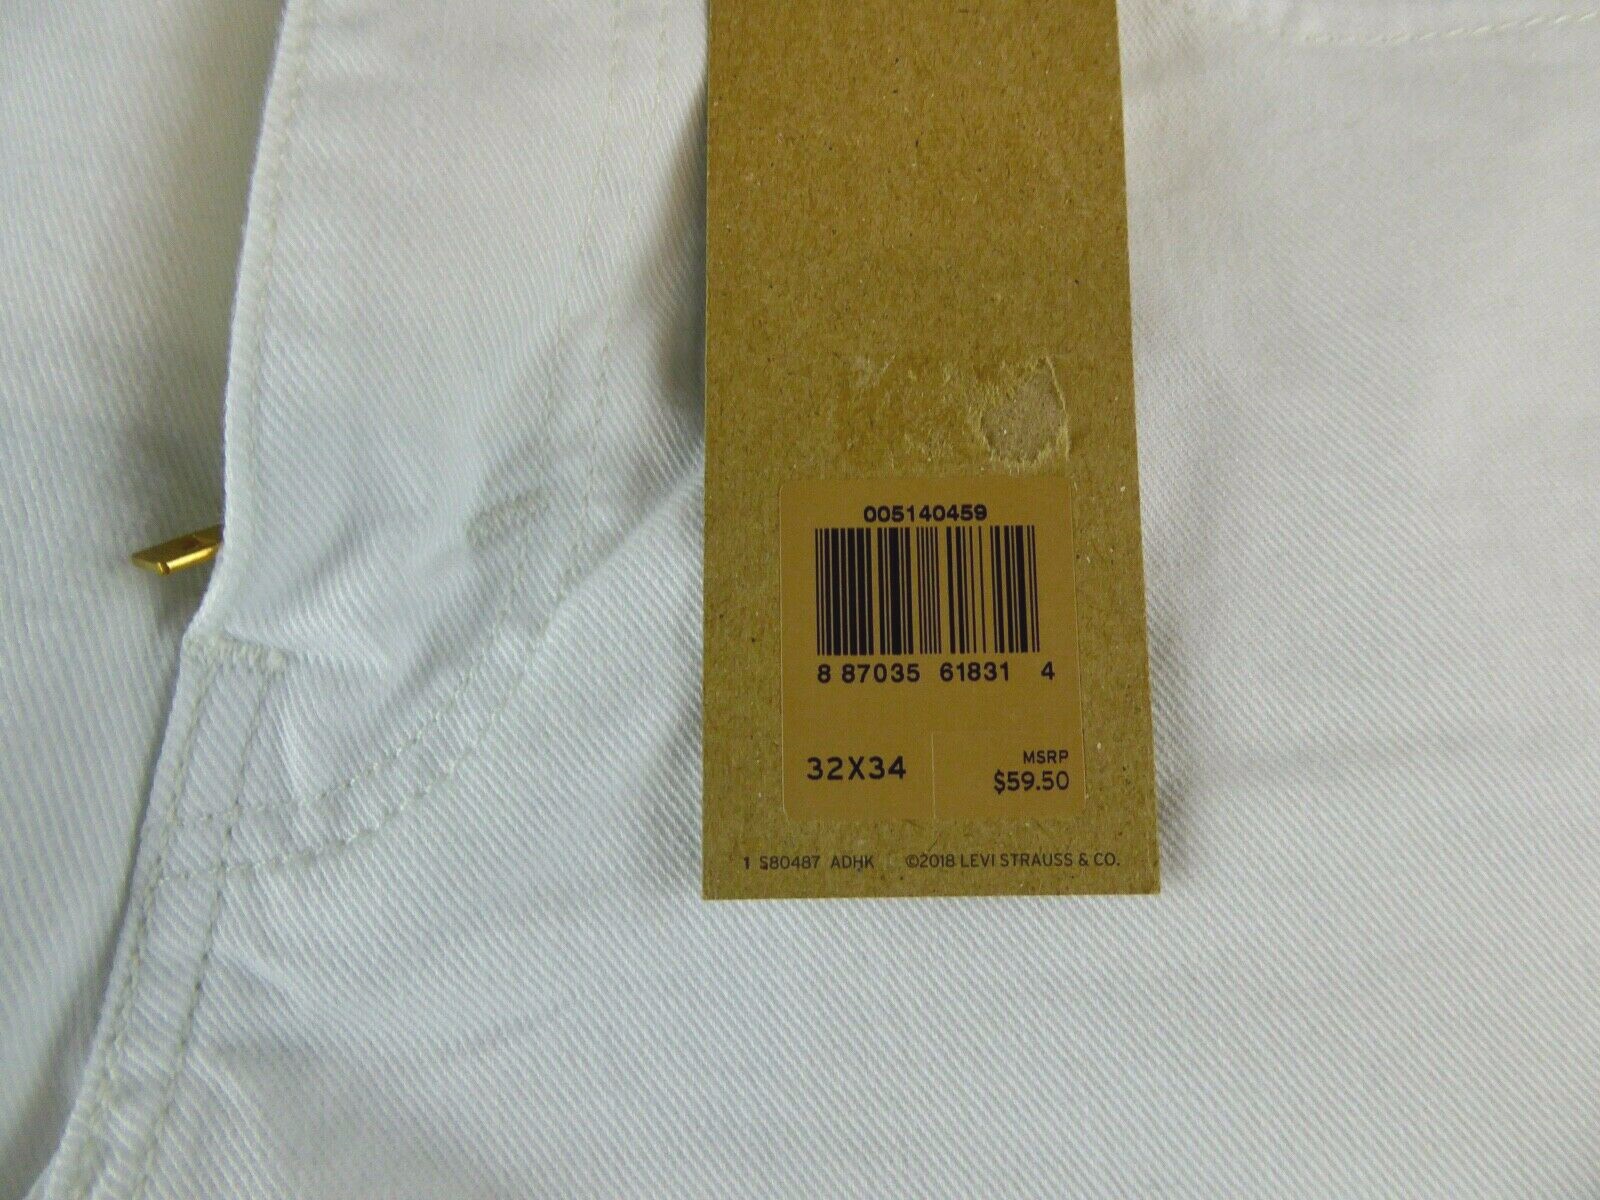 005140459
8 87035 61831 4
32X34
MSRP
$59.50
1 S80487 ADHK ©2018 LEVI STRAUSS & CO.